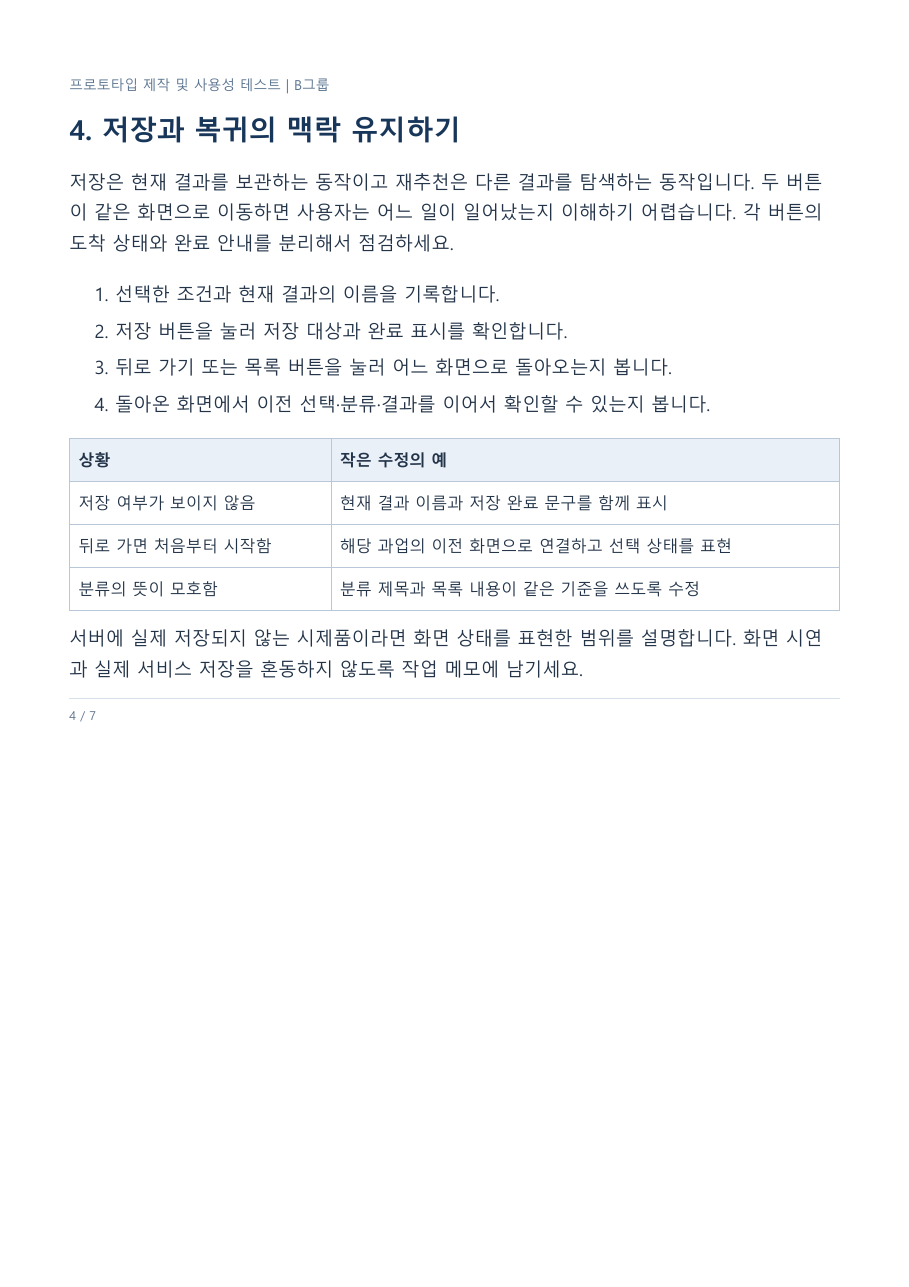 프로토타입 제작 및 사용성 테스트 | B그룹
4. 저장과 복귀의 맥락 유지하기
저장은 현재 결과를 보관하는 동작이고 재추천은 다른 결과를 탐색하는 동작입니다. 두 버튼
이 같은 화면으로 이동하면 사용자는 어느 일이 일어났는지 이해하기 어렵습니다. 각 버튼의
도착 상태와 완료 안내를 분리해서 점검하세요.
1. 선택한 조건과 현재 결과의 이름을 기록합니다.
2. 저장 버튼을 눌러 저장 대상과 완료 표시를 확인합니다.
3. 뒤로 가기 또는 목록 버튼을 눌러 어느 화면으로 돌아오는지 봅니다.
4. 돌아온 화면에서 이전 선택·분류·결과를 이어서 확인할 수 있는지 봅니다.
상황 작은 수정의 예
저장 여부가 보이지 않음 현재 결과 이름과 저장 완료 문구를 함께 표시
뒤로 가면 처음부터 시작함 해당 과업의 이전 화면으로 연결하고 선택 상태를 표현
분류의 뜻이 모호함 분류 제목과 목록 내용이 같은 기준을 쓰도록 수정
서버에 실제 저장되지 않는 시제품이라면 화면 상태를 표현한 범위를 설명합니다. 화면 시연
과 실제 서비스 저장을 혼동하지 않도록 작업 메모에 남기세요.
4 / 7